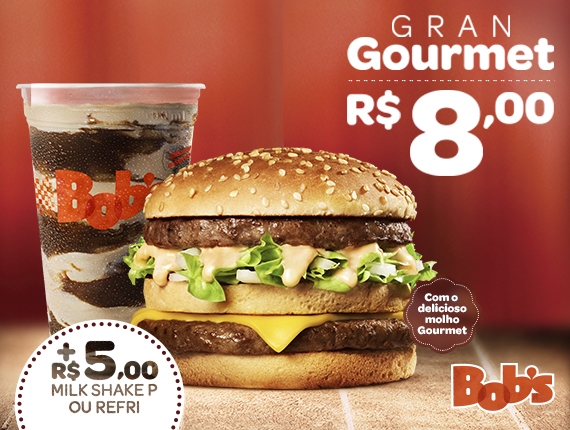 GRAN
Gourmet
R$ 8,00
Bob's
Com o
delicioso
molho
Gourmet
+
R$ 5,00
MILK SHAKE P
OU REFRI
Bob's